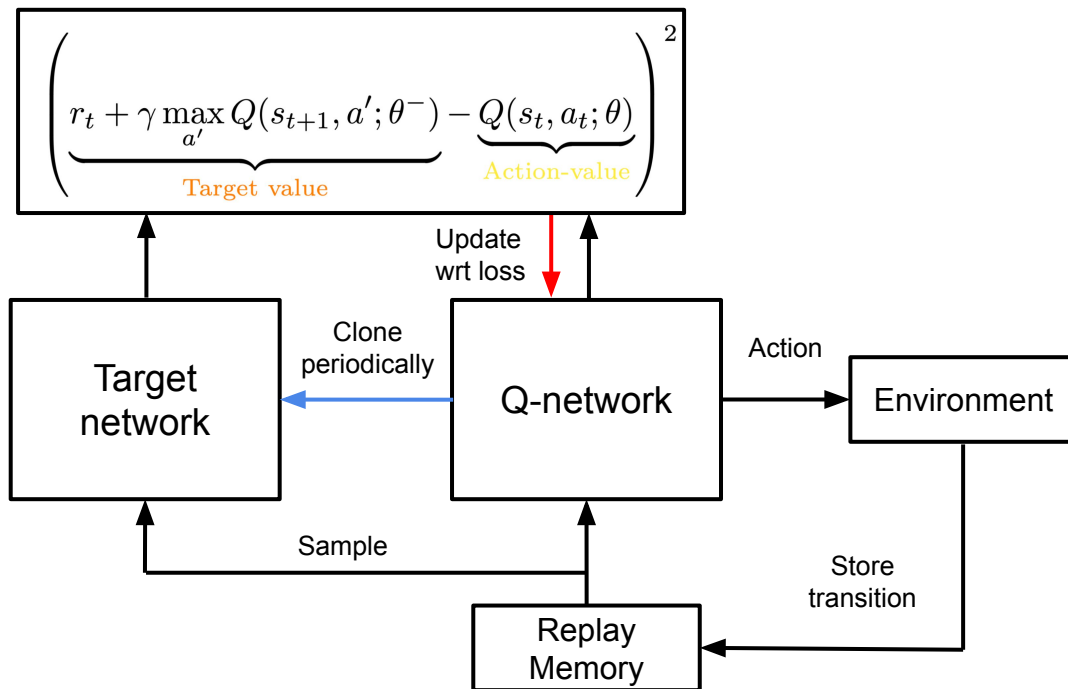 (r_t + γ max_{a'} Q(s_{t+1}, a'; θ^-) − Q(s_t, a_t; θ))^2
Target value
Action-value
Update
wrt loss
Clone
periodically
Action
Target
network
Q-network
Environment
Sample
Store
transition
Replay
Memory